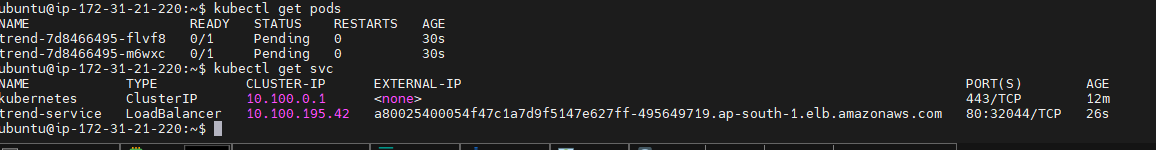 ubuntu@ip-172-31-21-220:~$ kubectl get pods
NAME                     READY   STATUS    RESTARTS   AGE
trend-7d8466495-flvf8   0/1     Pending   0          30s
trend-7d8466495-m6wxc   0/1     Pending   0          30s
ubuntu@ip-172-31-21-220:~$ kubectl get svc
NAME            TYPE           CLUSTER-IP      EXTERNAL-IP                                                                PORT(S)        AGE
kubernetes      ClusterIP      10.100.0.1      <none>                                                                     443/TCP        12m
trend-service   LoadBalancer   10.100.195.42   a80025400054f47c1a7d9f5147e627ff-495649719.ap-south-1.elb.amazonaws.com   80:32044/TCP   26s
ubuntu@ip-172-31-21-220:~$